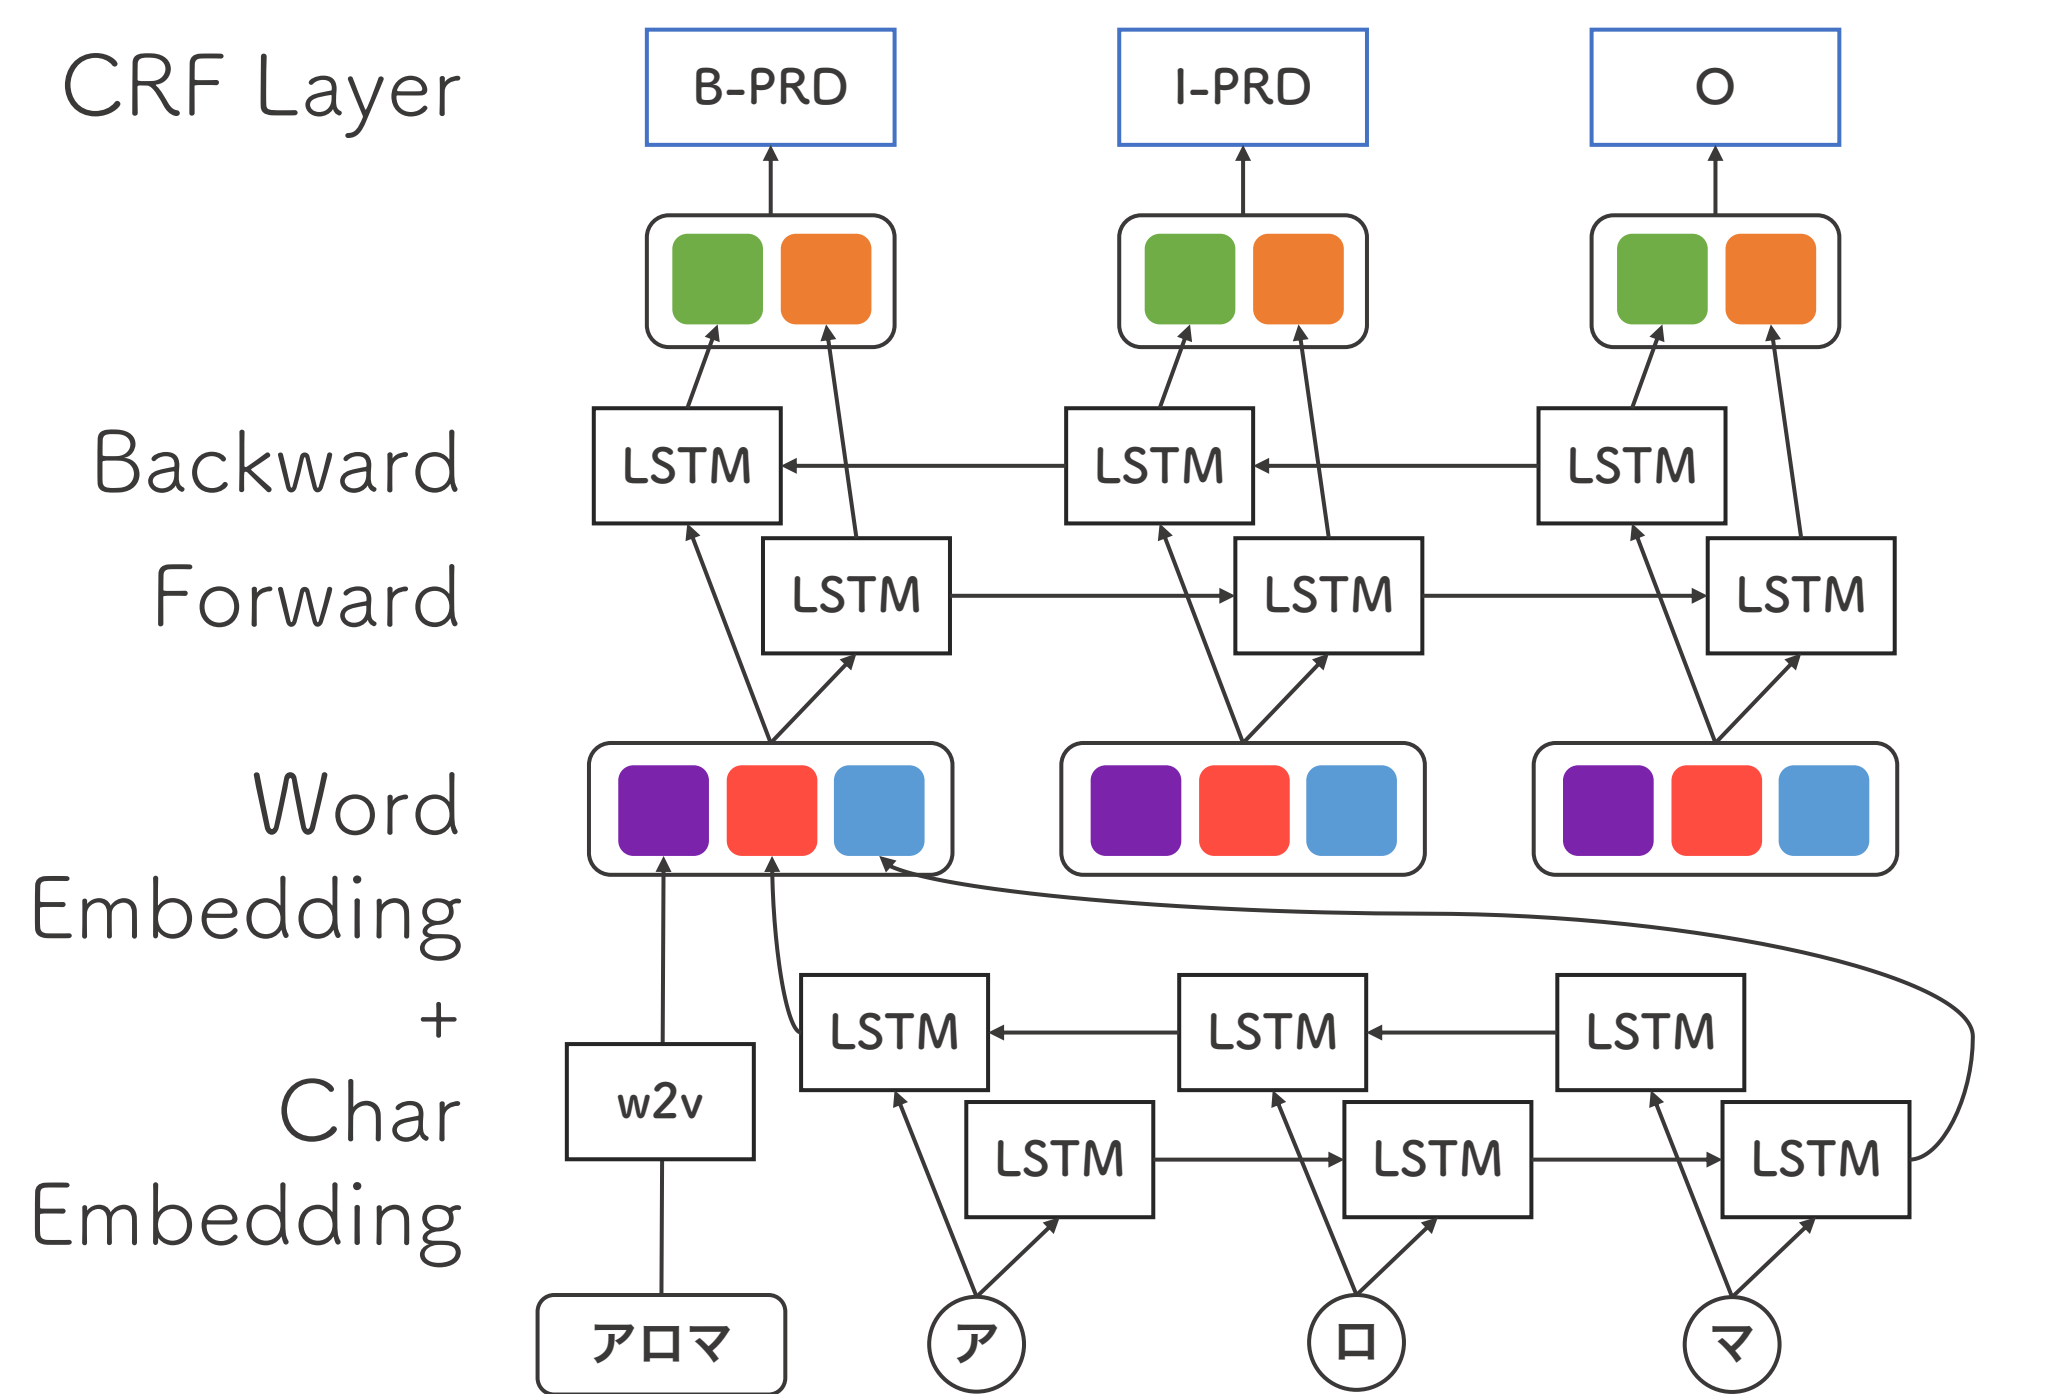 CRF Layer
B-PRD
I-PRD
O
Backward
LSTM
LSTM
LSTM
Forward
LSTM
LSTM
LSTM
Word
Embedding
+
Char
Embedding
LSTM
LSTM
LSTM
w2v
LSTM
LSTM
LSTM
アロマ
ア
ロ
マ